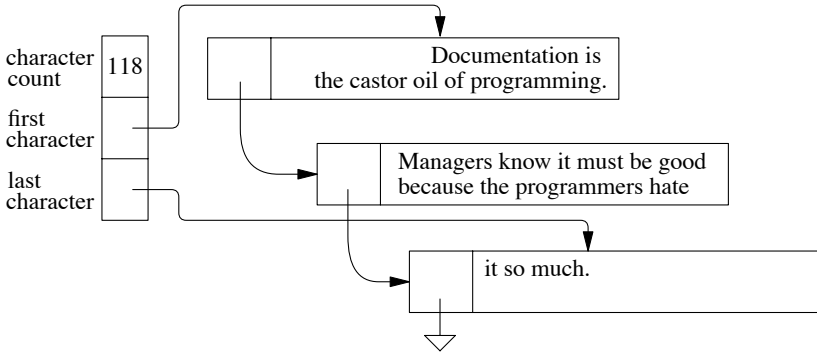 character
count
118
first
character
last
character
Documentation is
the castor oil of programming.
Managers know it must be good
because the programmers hate
it so much.